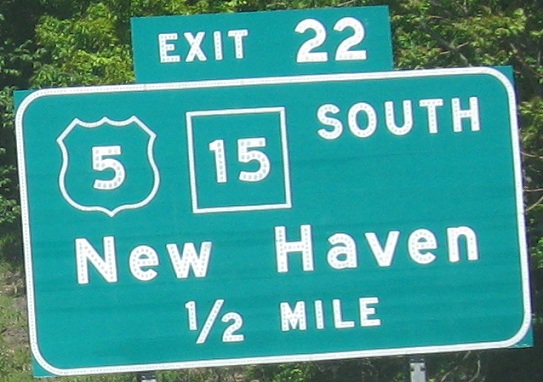 EXIT 22
5 15 SOUTH
New Haven
1/2 MILE